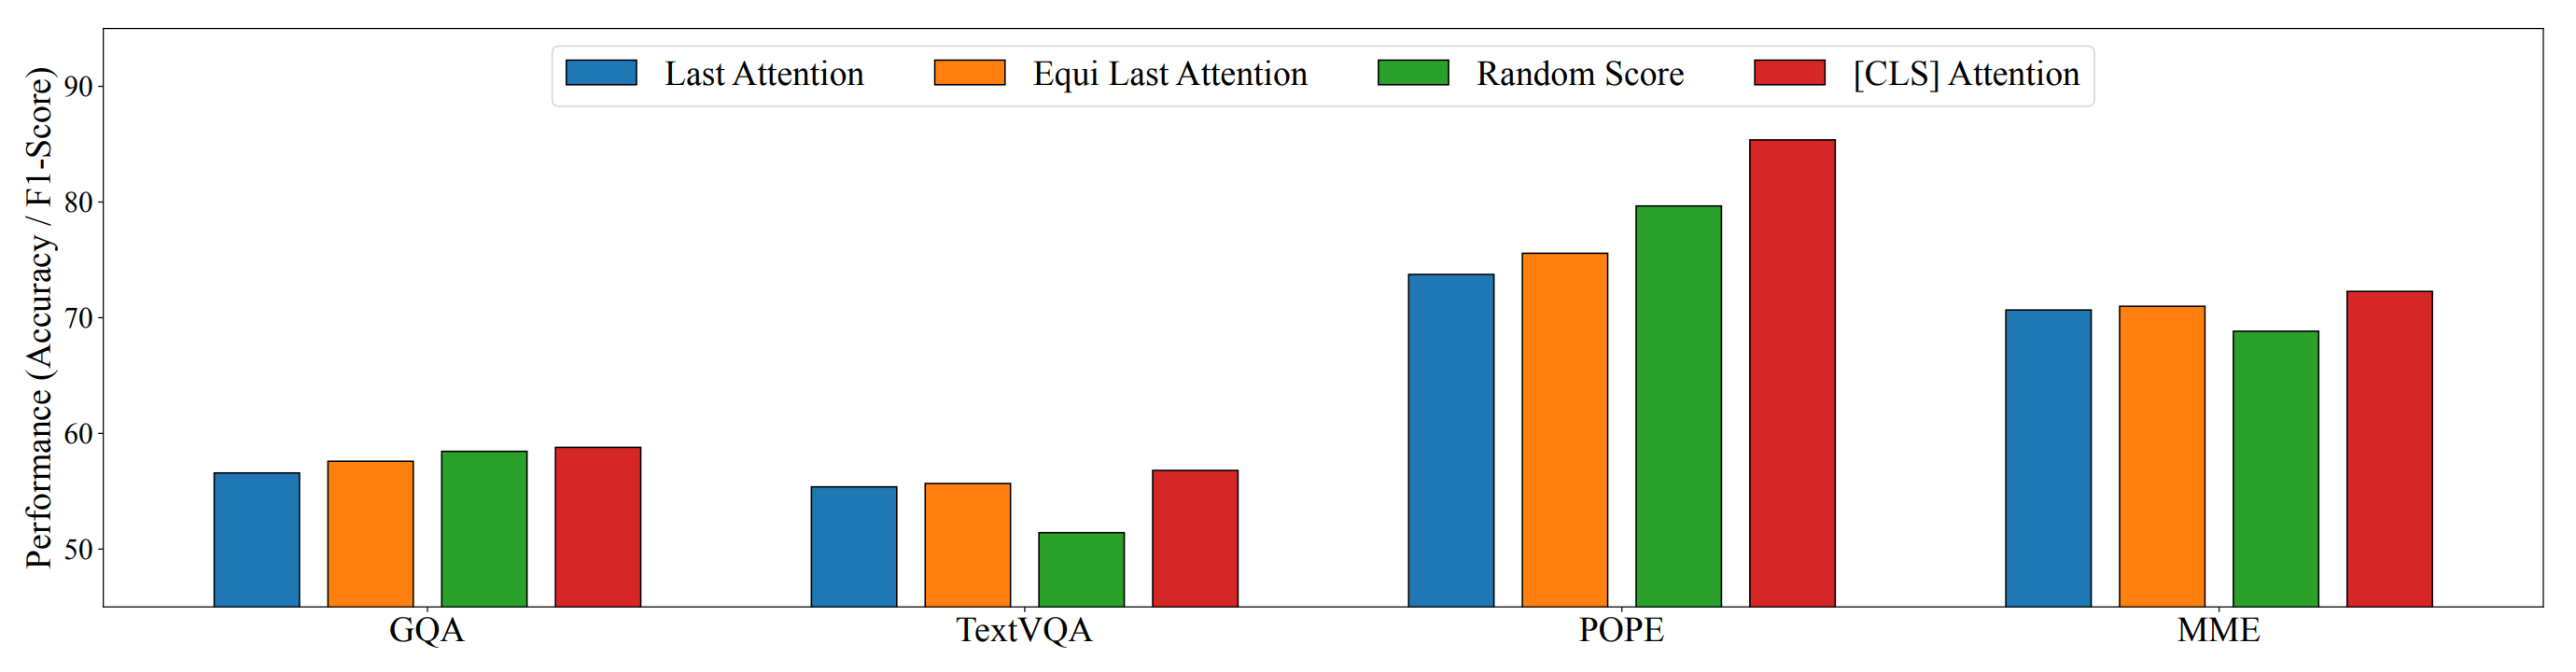 Performance (Accuracy / F1-Score)
90
80
70
60
50
Last Attention
Equi Last Attention
Random Score
[CLS] Attention
GQA
TextVQA
POPE
MME